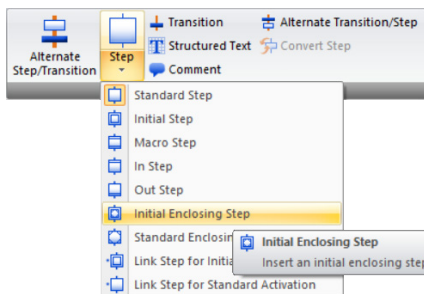 Alternate
Step/Transition
Step
Transition
Alternate Transition/Step
Structured Text
Convert Step
Comment
Standard Step
Initial Step
Macro Step
In Step
Out Step
Initial Enclosing Step
Standard
Initial Enclosing Step
Link Step for
Insert an initial enclosing
Link Step for Standard Activation